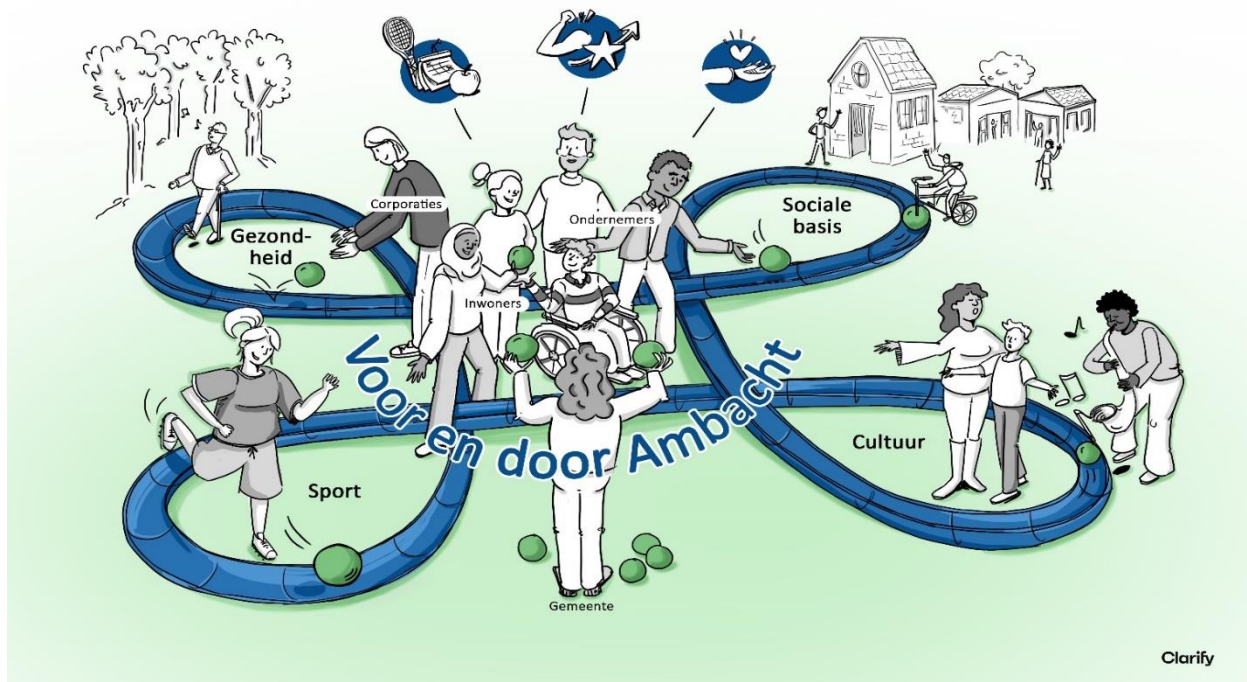 Corporaties
Ondernemers
Sociale
basis
Gezond-
heid
Inwoners
Voor en door Ambacht
Cultuur
Sport
Gemeente
Clarify